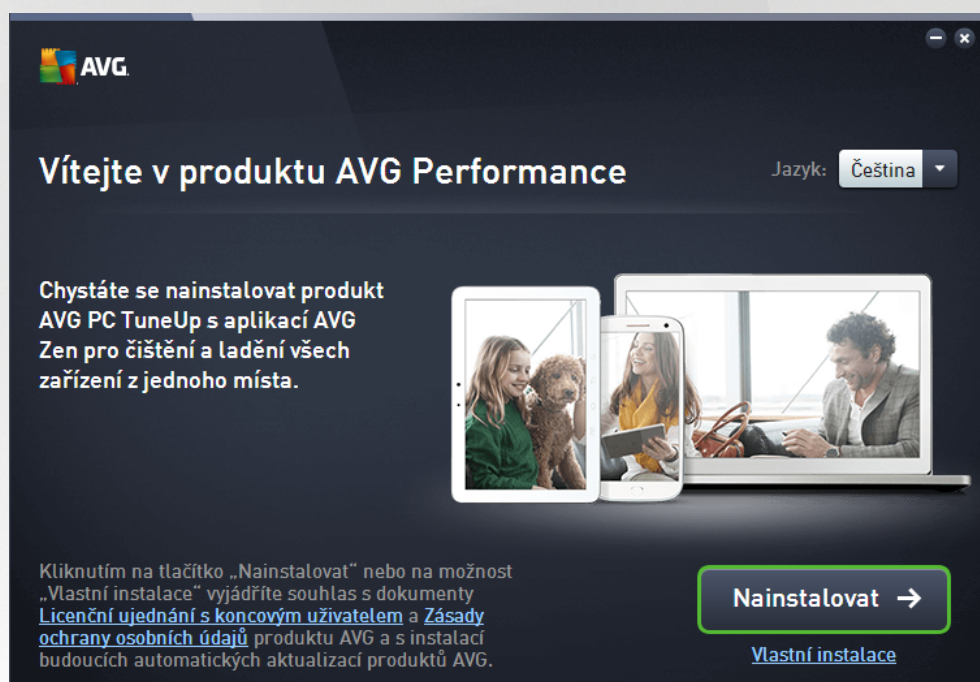 AVG.
Vítejte v produktu AVG Performance
Jazyk: Čeština
Chystáte se nainstalovat produkt
AVG PC TuneUp s aplikací AVG
Zen pro čištění a ladění všech
zařízení z jednoho místa.
Kliknutím na tlačítko „Nainstalovat“ nebo na možnost
„Vlastní instalace“ vyjádříte souhlas s dokumenty
Licenční ujednání s koncovým uživatelem a Zásady
ochrany osobních údajů produktu AVG a s instalací
budoucích automatických aktualizací produktů AVG.
Nainstalovat →
Vlastní instalace